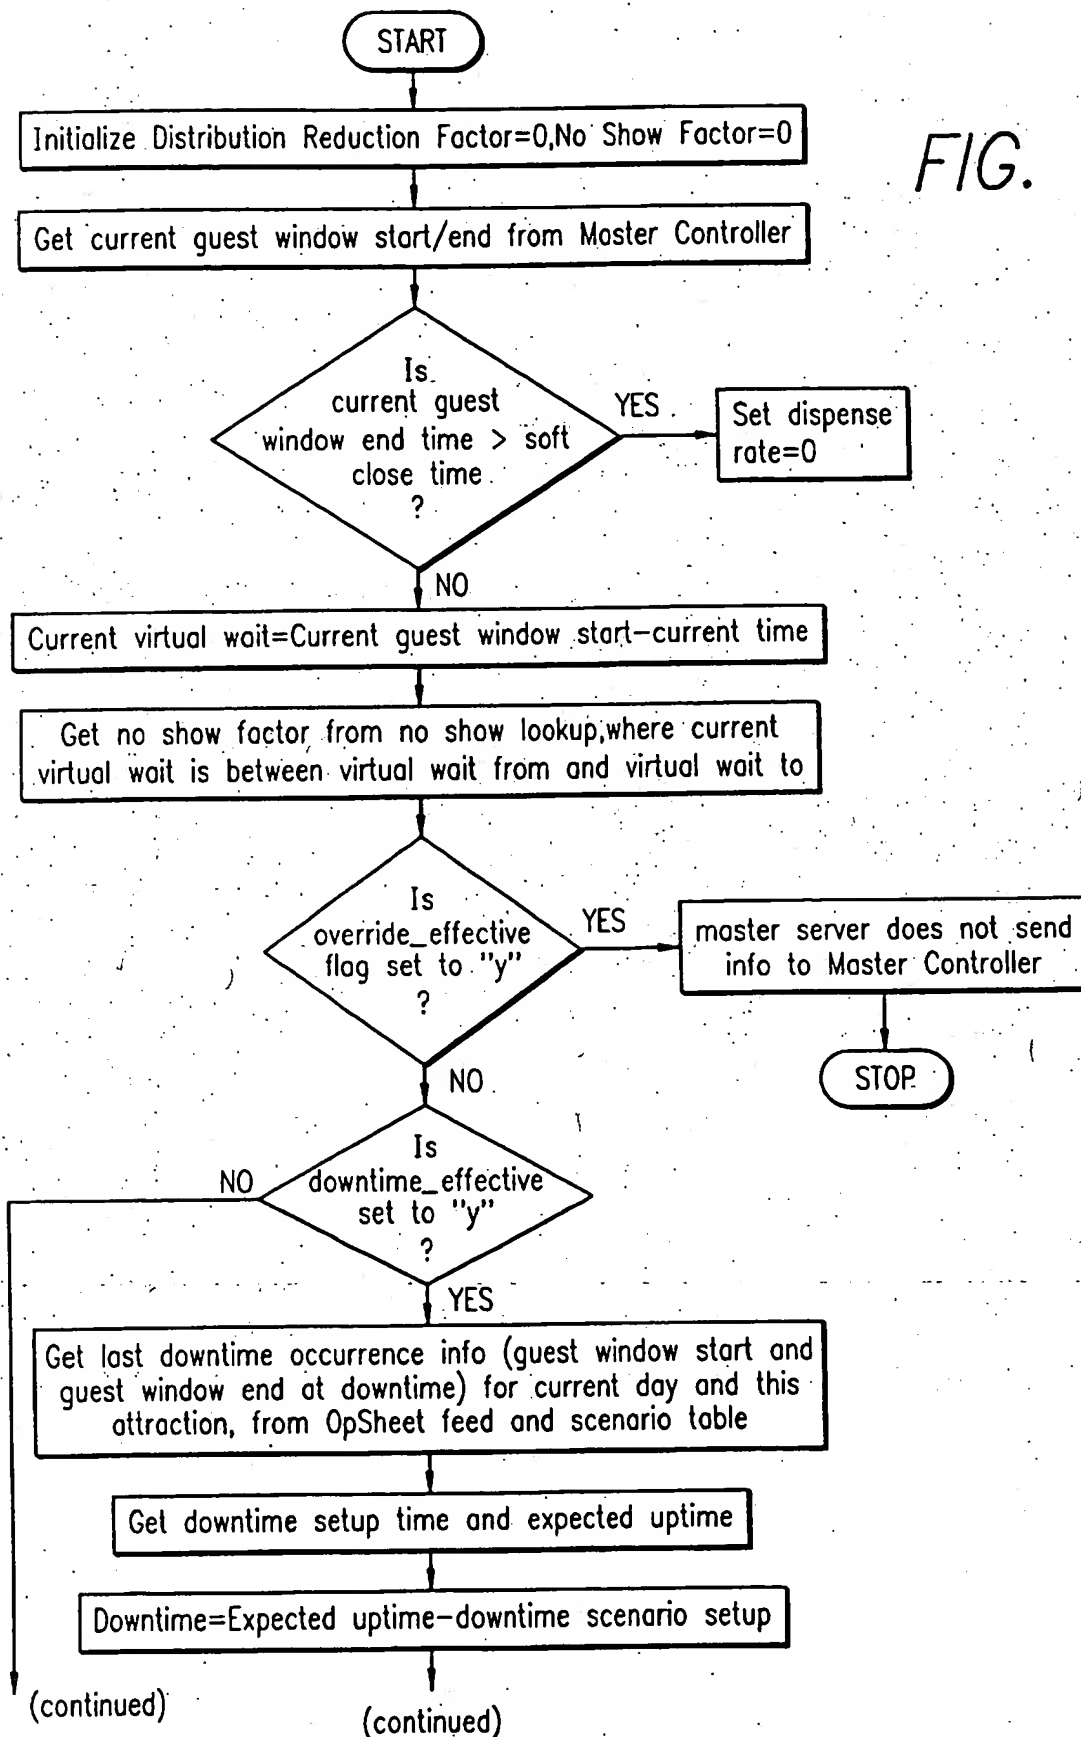 START
Initialize Distribution Reduction Factor=0,No Show Factor=0
FIG.
Get current guest window start/end from Master Controller
Is
current guest
window end time > soft
close time
?
YES
Set dispense
rate=0
NO
Current virtual wait=Current guest window start-current time
Get no show factor from no show lookup,where current
virtual wait is between virtual wait from and virtual wait to
Is
override_effective
flag set to "y"
?
YES
master server does not send
info to Master Controller
STOP
NO
Is
downtime_effective
set to "y"
?
NO
YES
Get last downtime occurrence info (guest window start and
guest window end at downtime) for current day and this
attraction, from OpSheet feed and scenario table
Get downtime setup time and expected uptime
Downtime=Expected uptime-downtime scenario setup
(continued)
(continued)